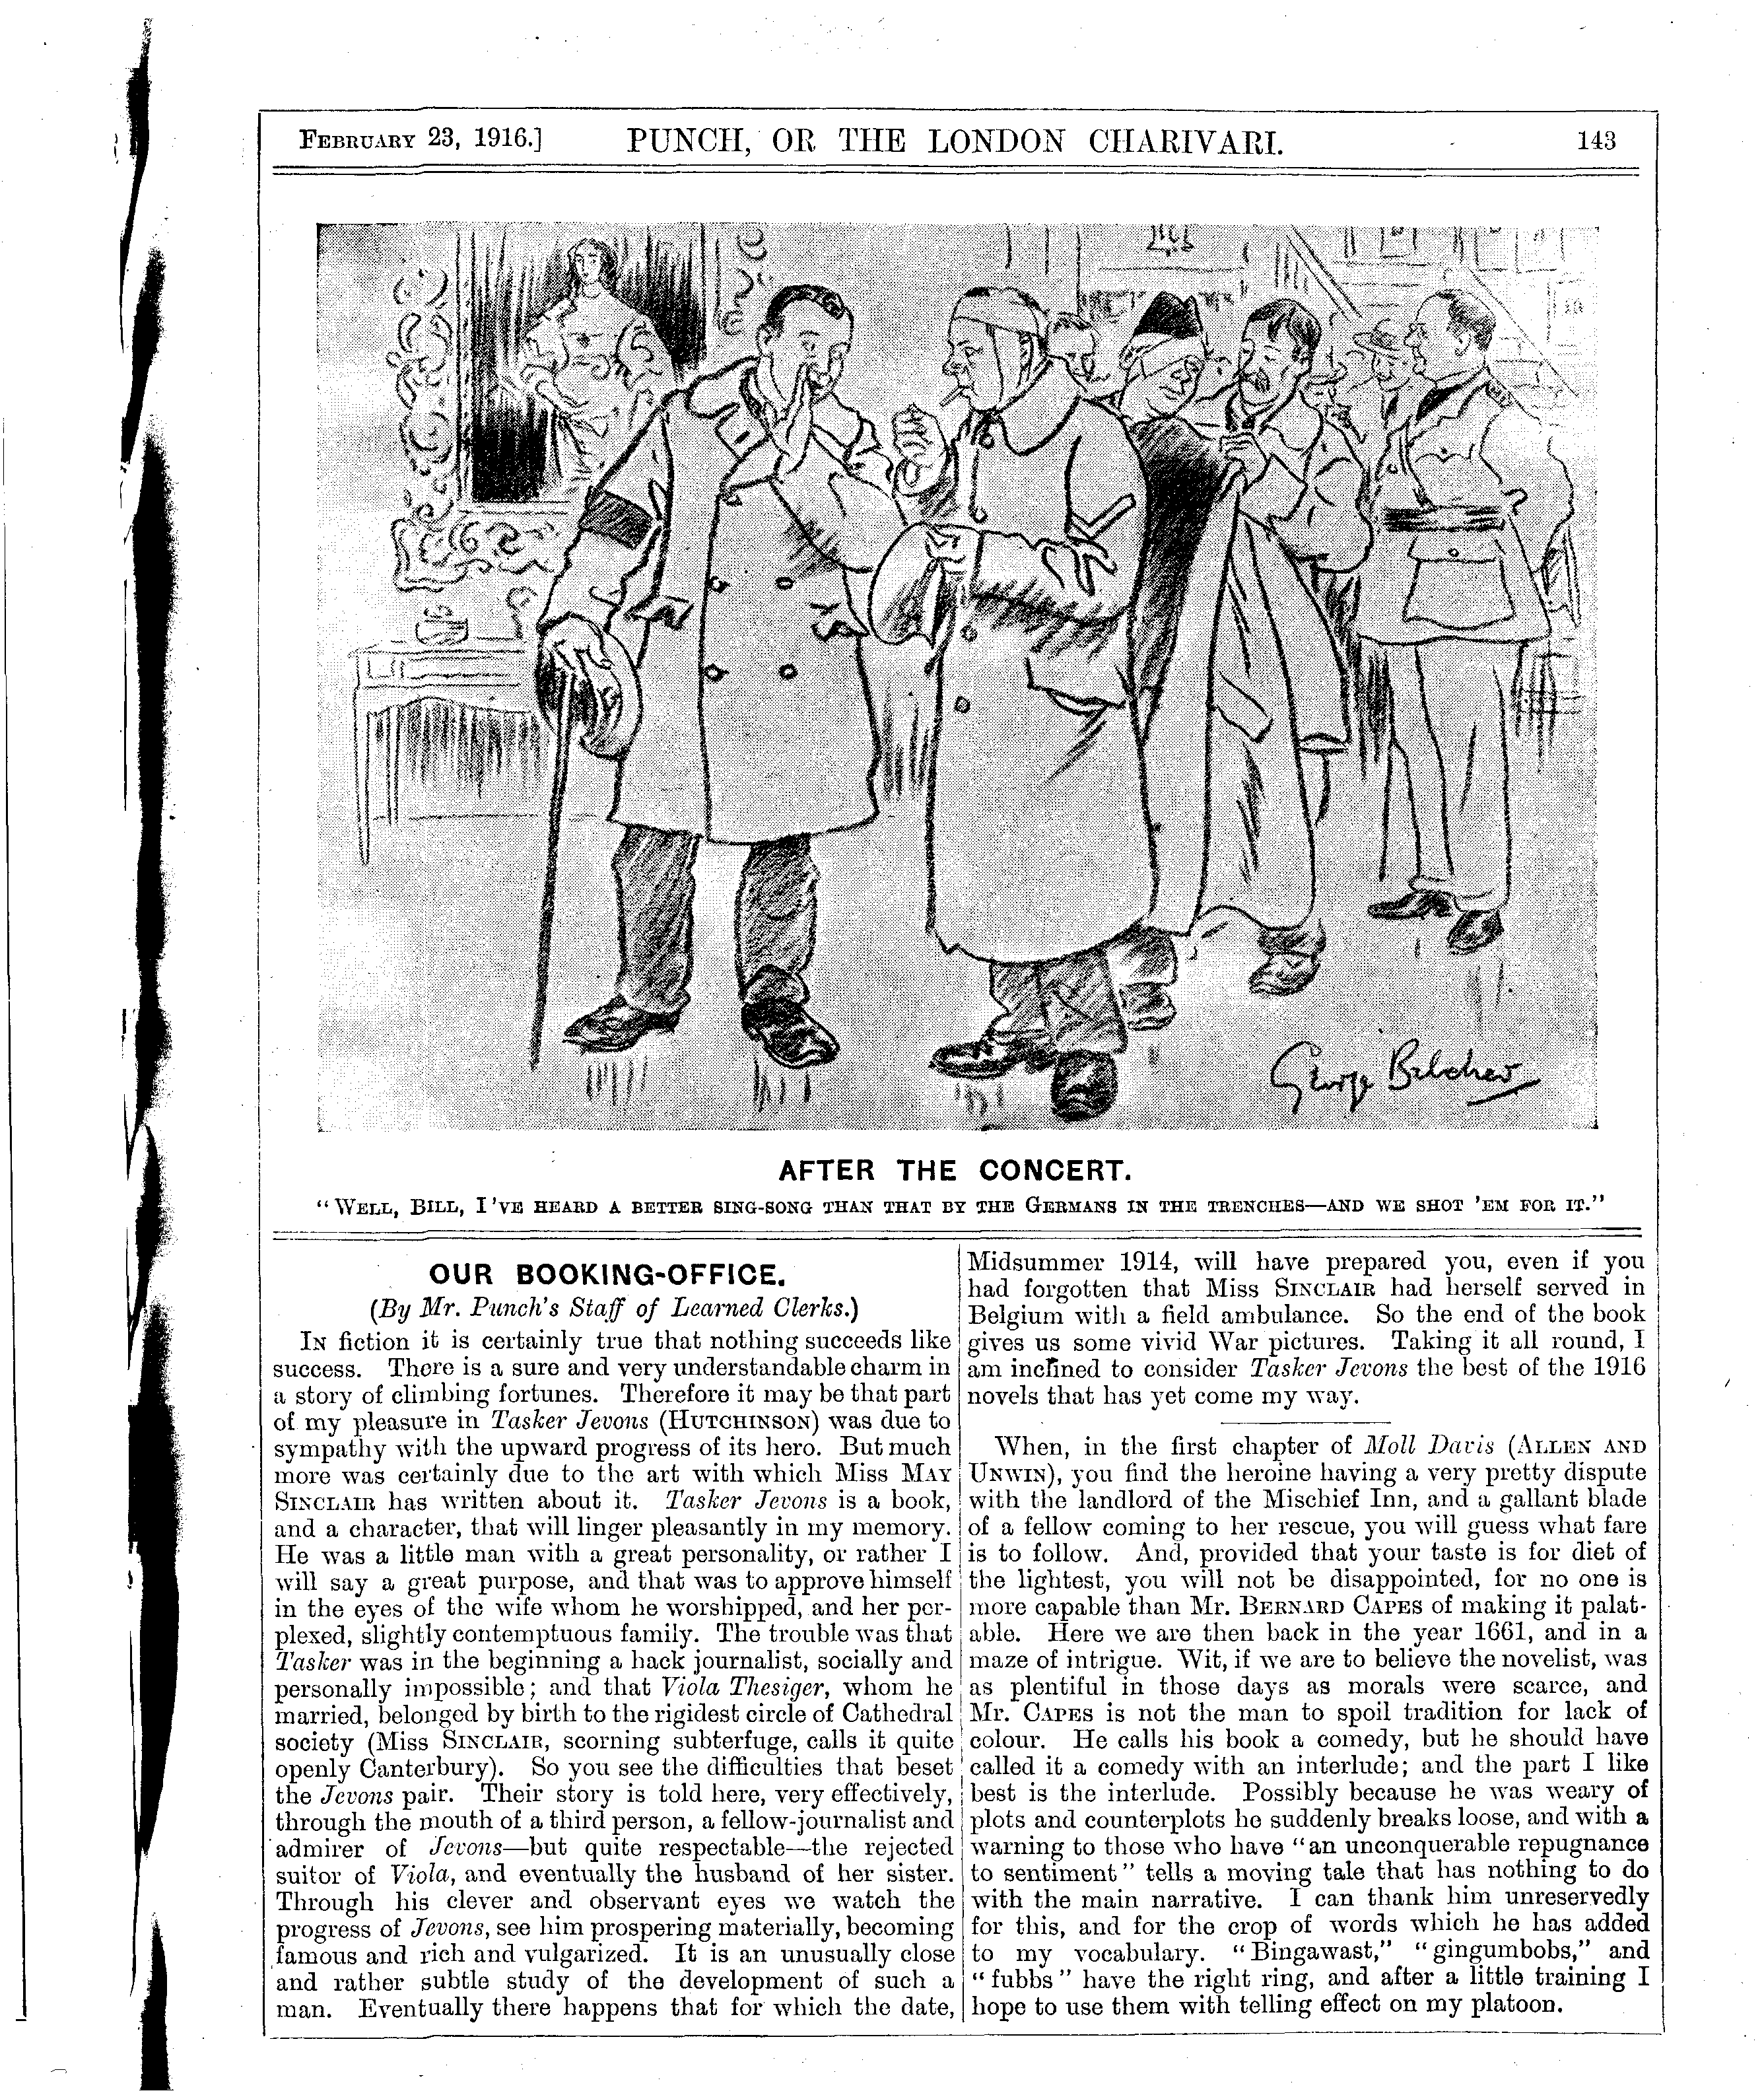 FEBRUARY 23, 1916.] PUNCH, OR THE LONDON CHARIVARI. 143
George Belcher
AFTER THE CONCERT.
"WELL, BILL, I'VE HEARD A BETTER SING-SONG THAN THAT BY THE GERMANS IN THE TRENCHES—AND WE SHOT 'EM FOR IT."
OUR BOOKING-OFFICE.
(By Mr. Punch's Staff of Learned Clerks.)
IN fiction it is certainly true that nothing succeeds like
success. There is a sure and very understandable charm in
a story of climbing fortunes. Therefore it may be that part
of my pleasure in Tasker Jevons (HUTCHINSON) was due to
sympathy with the upward progress of its hero. But much
more was certainly due to the art with which Miss MAY
SINCLAIR has written about it. Tasker Jevons is a book,
and a character, that will linger pleasantly in my memory.
He was a little man with a great personality, or rather I
will say a great purpose, and that was to approve himself
in the eyes of the wife whom he worshipped, and her per-
plexed, slightly contemptuous family. The trouble was that
Tasker was in the beginning a hack journalist, socially and
personally impossible; and that Viola Thesiger, whom he
married, belonged by birth to the rigidest circle of Cathedral
society (Miss SINCLAIR, scorning subterfuge, calls it quite
openly Canterbury). So you see the difficulties that beset
the Jevons pair. Their story is told here, very effectively,
through the mouth of a third person, a fellow-journalist and
admirer of Jevons—but quite respectable—the rejected
suitor of Viola, and eventually the husband of her sister.
Through his clever and observant eyes we watch the
progress of Jevons, see him prospering materially, becoming
famous and rich and vulgarized. It is an unusually close
and rather subtle study of the development of such a
man. Eventually there happens that for which the date,
Midsummer 1914, will have prepared you, even if you
had forgotten that Miss SINCLAIR had herself served in
Belgium with a field ambulance. So the end of the book
gives us some vivid War pictures. Taking it all round, I
am inclined to consider Tasker Jevons the best of the 1916
novels that has yet come my way.
When, in the first chapter of Moll Davis (ALLEN AND
UNWIN), you find the heroine having a very pretty dispute
with the landlord of the Mischief Inn, and a gallant blade
of a fellow coming to her rescue, you will guess what fare
is to follow. And, provided that your taste is for diet of
the lightest, you will not be disappointed, for no one is
more capable than Mr. BERNARD CAPES of making it palat-
able. Here we are then back in the year 1661, and in a
maze of intrigue. Wit, if we are to believe the novelist, was
as plentiful in those days as morals were scarce, and
Mr. CAPES is not the man to spoil tradition for lack of
colour. He calls his book a comedy, but he should have
called it a comedy with an interlude; and the part I like
best is the interlude. Possibly because he was weary of
plots and counterplots he suddenly breaks loose, and with a
warning to those who have "an unconquerable repugnance
to sentiment" tells a moving tale that has nothing to do
with the main narrative. I can thank him unreservedly
for this, and for the crop of words which he has added
to my vocabulary. "Bingawast," "gingumbobs," and
"fubbs" have the right ring, and after a little training I
hope to use them with telling effect on my platoon.